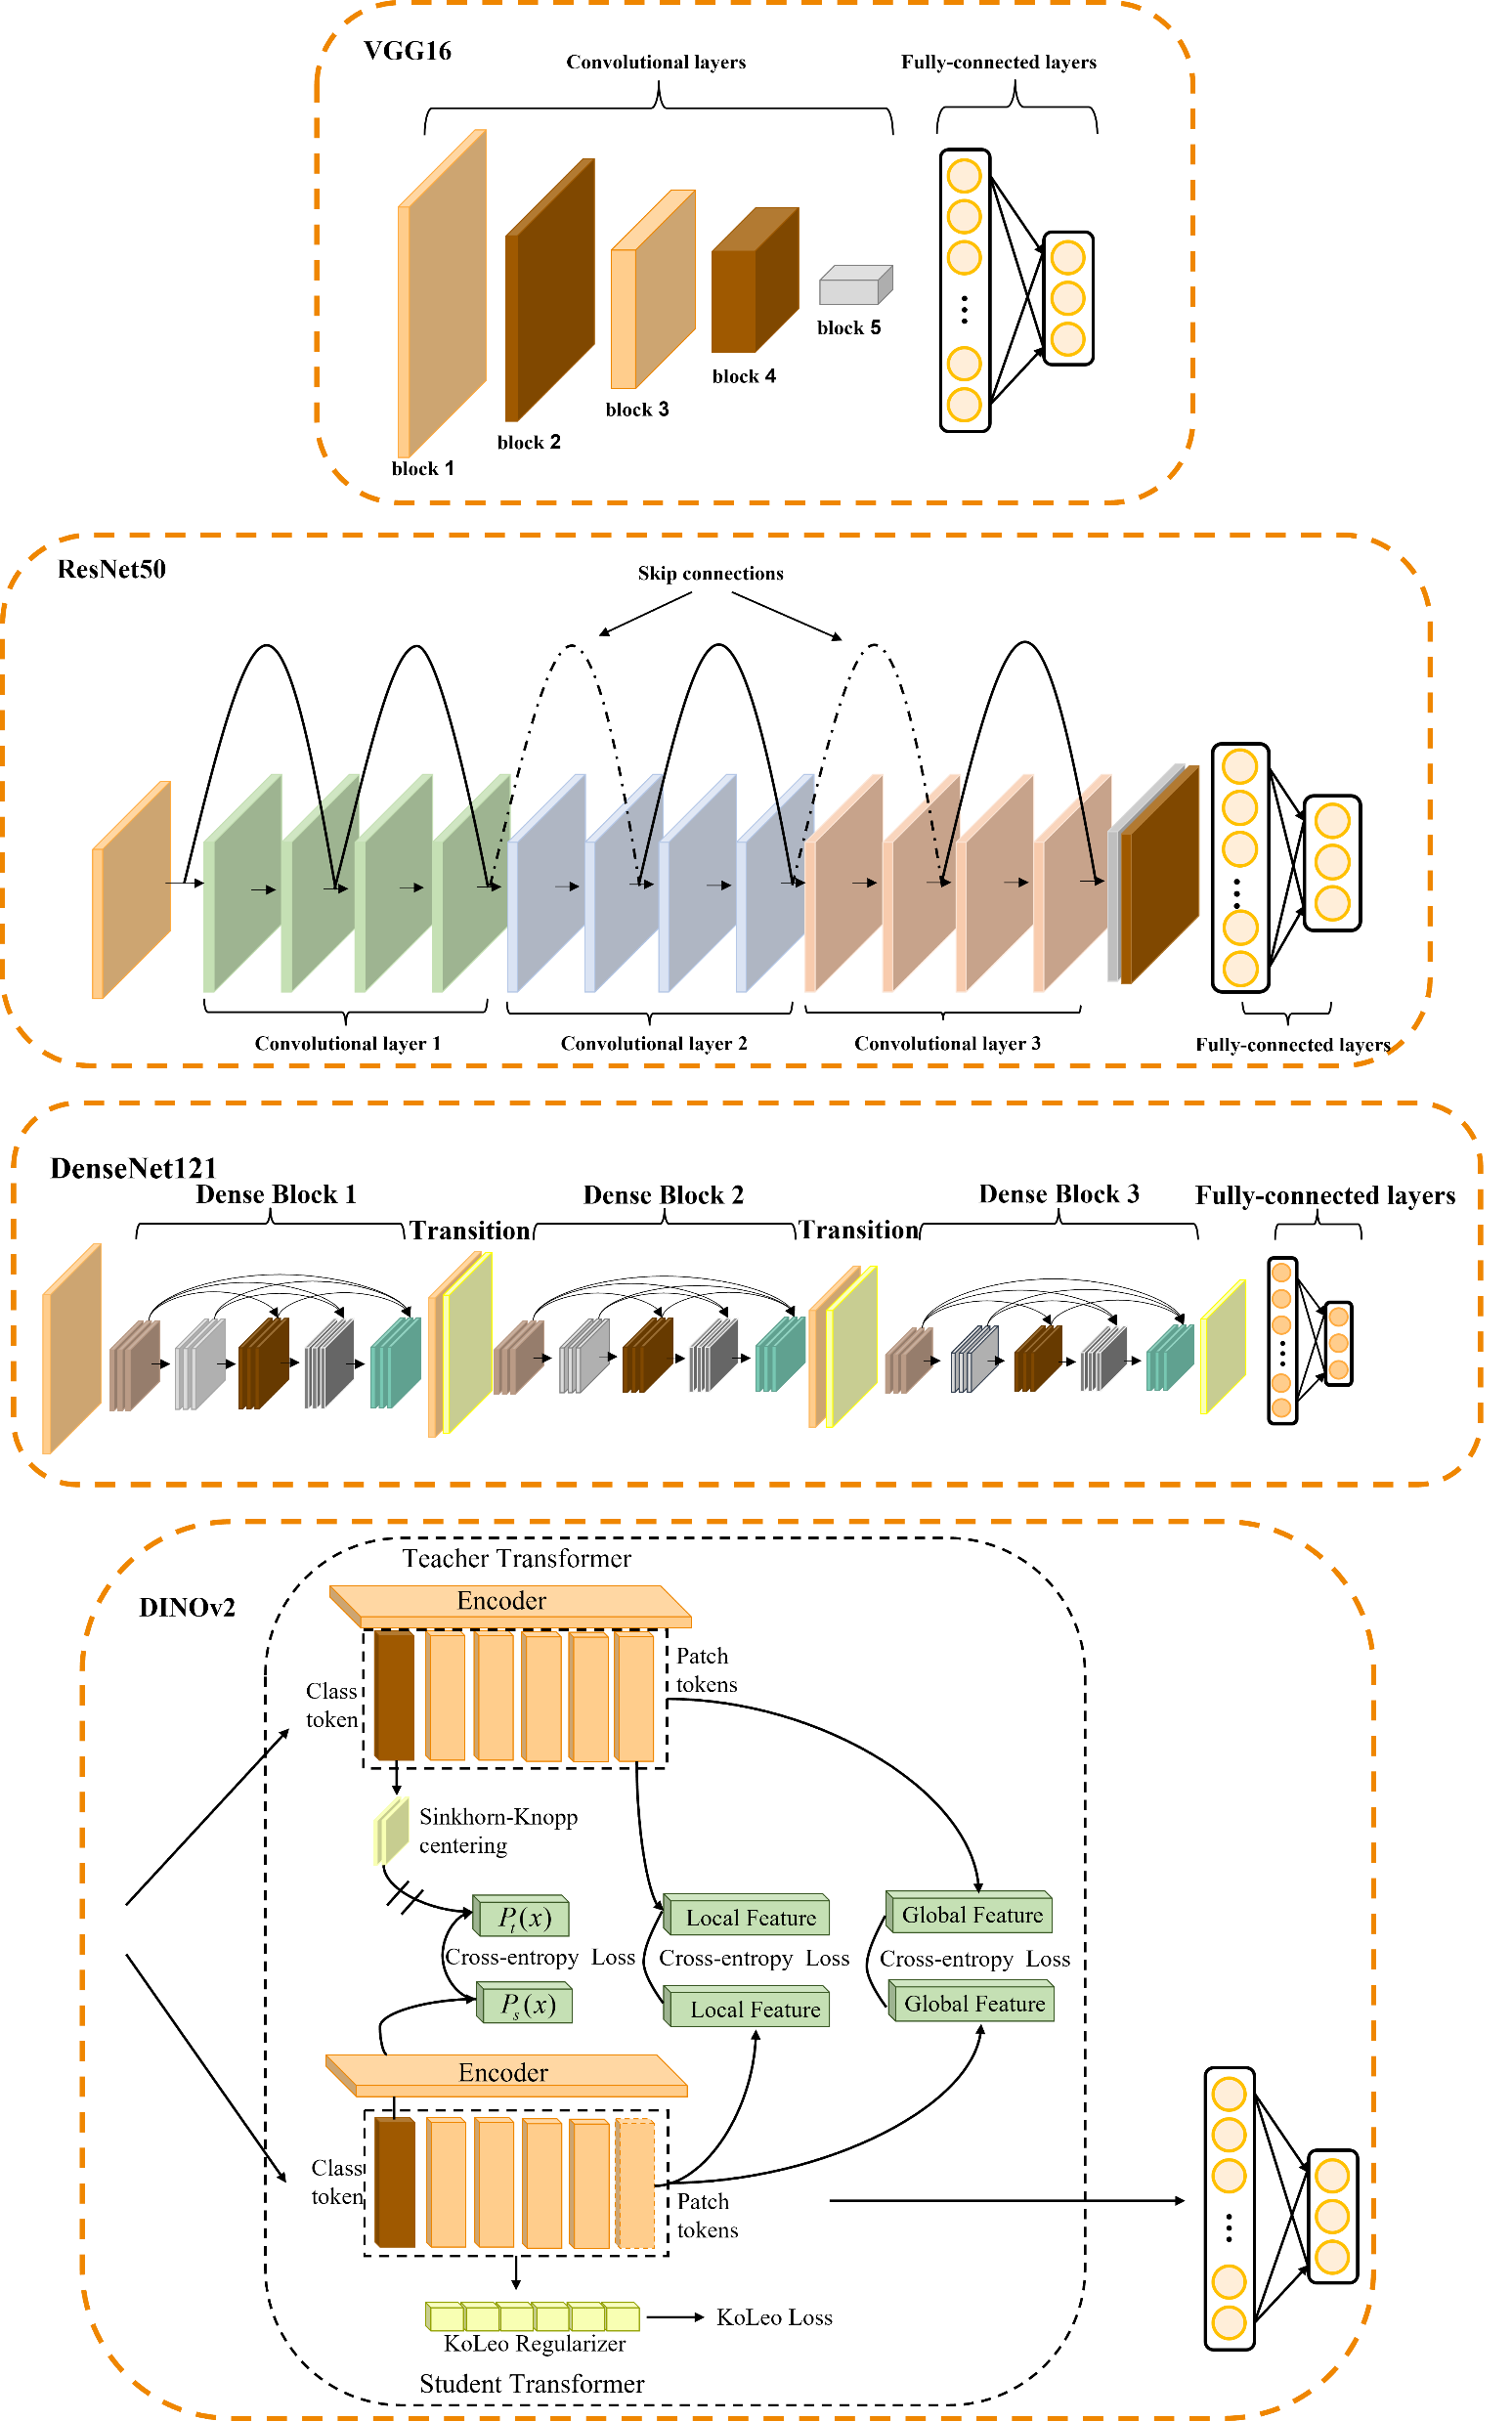 VGG16
Convolutional layers
Fully-connected layers
block 1
block 2
block 3
block 4
block 5
ResNet50
Skip connections
Convolutional layer 1
Convolutional layer 2
Convolutional layer 3
Fully-connected layers
DenseNet121
Dense Block 1
Transition
Dense Block 2
Transition
Dense Block 3
Fully-connected layers
DINOv2
Teacher Transformer
Encoder
Class
token
Patch
tokens
Sinkhorn-Knopp
centering
P_t(x)
Local Feature
Global Feature
Cross-entropy Loss
Cross-entropy Loss
Cross-entropy Loss
P_s(x)
Local Feature
Global Feature
Encoder
Class
token
Patch
tokens
KoLeo Loss
KoLeo Regularizer
Student Transformer